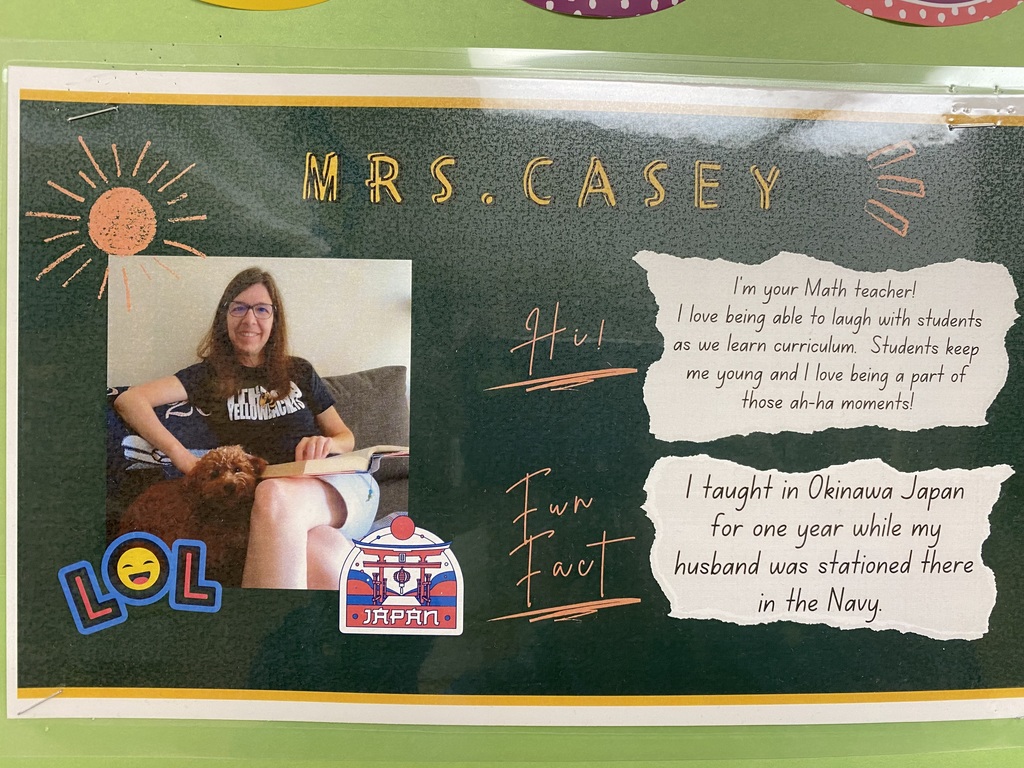 MRS.CASEY
Hi!
I'm your Math teacher!
I love being able to laugh with students
as we learn curriculum. Students keep
me young and I love being a part of
those ah-ha moments!
Fun
Fact
I taught in Okinawa Japan
for one year while my
husband was stationed there
in the Navy.
YELLOWJACKETS
LOL
JAPAN